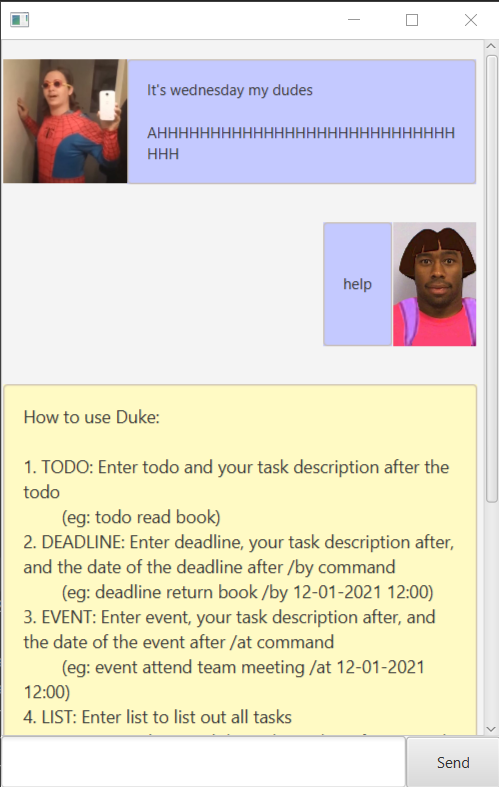 It's wednesday my dudes
AHHHHHHHHHHHHHHHHHHHHHHHHHHH
HHH
help
How to use Duke:
1. TODO: Enter todo and your task description after the
todo
(eg: todo read book)
2. DEADLINE: Enter deadline, your task description after,
and the date of the deadline after /by command
(eg: deadline return book /by 12-01-2021 12:00)
3. EVENT: Enter event, your task description after, and
the date of the event after /at command
(eg: event attend team meeting /at 12-01-2021
12:00)
4. LIST: Enter list to list out all tasks
Send